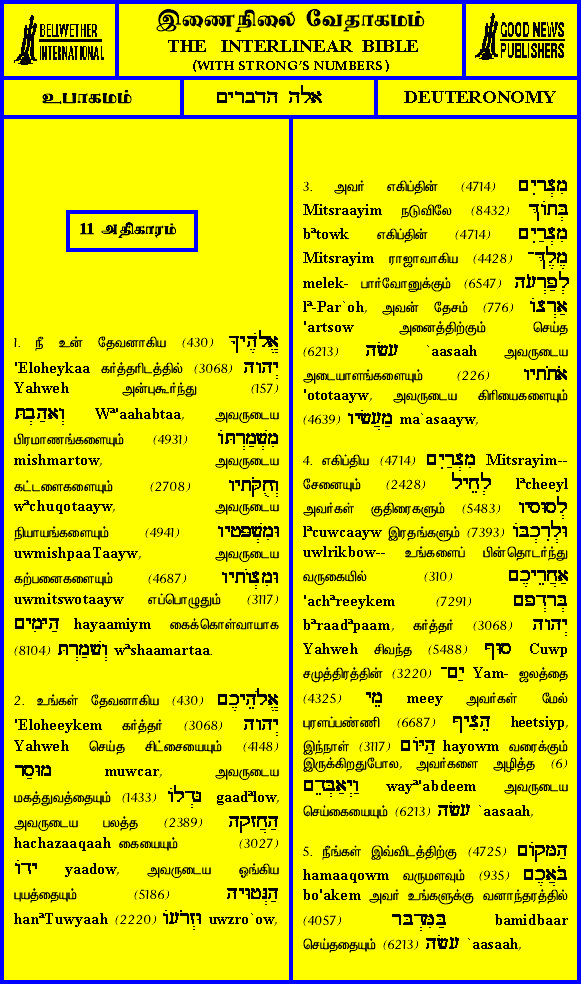 BELLWETHER
INTERNATIONAL
இணைநிலை வேதாகமம்
THE INTERLINEAR BIBLE
(WITH STRONG'S NUMBERS)
GOOD NEWS
PUBLISHERS
உபாகமம்
אלה הדברים
DEUTERONOMY
11 அதிகாரம்
1. நீ உன் தேவனாகிய (430) אֱלֹהֶיךָ
'Eloheykaa கர்த்தரிடத்தில் (3068) יְהוָה
Yahweh அன்புகூர்ந்து (157)
וְאָהַבְתָּ Wª'aahabtaa, அவருடைய
பிரமாணங்களையும் (4931) מִשְׁמַרְתּוֹ
mishmartow, அவருடைய
கட்டளைகளையும் (2708) וְחֻקֹּתָיו
wªchuqotaayw, அவருடைய
நியாயங்களையும் (4941) וּמִשְׁפָּטָיו
uwmishpaaTaayw, அவருடைய
கற்பனைகளையும் (4687) וּמִצְוֹתָיו
uwmitswotaayw எப்பொழுதும் (3117)
הַיָּמִים hayaamiym கைக்கொள்வாயாக
(8104) וְשָׁמַרְתָּ wªshaamartaa.
2. உங்கள் தேவனாகிய (430) אֱלֹהֵיכֶם
'Eloheeykem கர்த்தர் (3068) יְהוָה
Yahweh செய்த சிட்சையையும் (4148)
מוּסַר muwcar, அவருடைய
மகத்துவத்தையும் (1433) גָּדְלוֹ gaadªlow,
அவருடைய பலத்த (2389) הַחֲזָקָה
hachazaaqaah கையையும் (3027)
יָדוֹ yaadow, அவருடைய ஓங்கிய
புயத்தையும் (5186) הַנְּטוּיָה
hanªTuwyaah (2220) וּזְרֹעוֹ uwzro`ow,
3. அவர் எகிப்தின் (4714) מִצְרָיִם
Mitsraayim நடுவிலே (8432) בְּתוֹךְ
bªtowk எகிப்தின் (4714) מִצְרַיִם
Mitsrayim ராஜாவாகிய (4428) מֶלֶךְ־
melek- பார்வோனுக்கும் (6547) לְפַרְעֹה
lª-Par`oh, அவன் தேசம் (776) אַרְצוֹ
'artsow அனைத்திற்கும் செய்த
(6213) עָשָׂה `aasaah அவருடைய
அடையாளங்களையும் (226) אֹתֹתָיו
'ototaayw, அவருடைய கிரியைகளையும்
(4639) מַעֲשָׂיו ma`asaayw,
4. எகிப்திய (4714) מִצְרַיִם Mitsrayim--
சேனையும் (2428) לְחֵיל lªcheeyl
அவர்கள் குதிரைகளும் (5483) לְסוּסָיו
lªcuwcaayw இரதங்களும் (7393) וּלְרִכְבּוֹ
uwlrikbow-- உங்களைப் பின்தொடர்ந்து
வருகையில் (310) אַחֲרֵיכֶם
'achªreeykem (7291) בְּרָדְפָם
bªraadªpaam, கர்த்தர் (3068) יְהוָה
Yahweh சிவந்த (5488) סוּף Cuwp
சமுத்திரத்தின் (3220) יַם־ Yam- ஜலத்தை
(4325) מֵי meey அவர்கள் மேல்
புரளப்பண்ணி (6687) הֵצִיף heetsiyp,
இந்நாள் (3117) הַיּוֹם hayowm வரைக்கும்
இருக்கிறதுபோல, அவர்களை அழித்த (6)
וַיְאַבְּדֵם wayª'abdeem அவருடைய
செய்கையையும் (6213) עָשָׂה `aasaah,
5. நீங்கள் இவ்விடத்திற்கு (4725) הַמָּקוֹם
hamaaqowm வருமளவும் (935) בֹּאֲכֶם
bo'akem அவர் உங்களுக்கு வனாந்தரத்தில்
(4057) בַּמִּדְבָּר bamidbaar
செய்ததையும் (6213) עָשָׂה `aasaah,